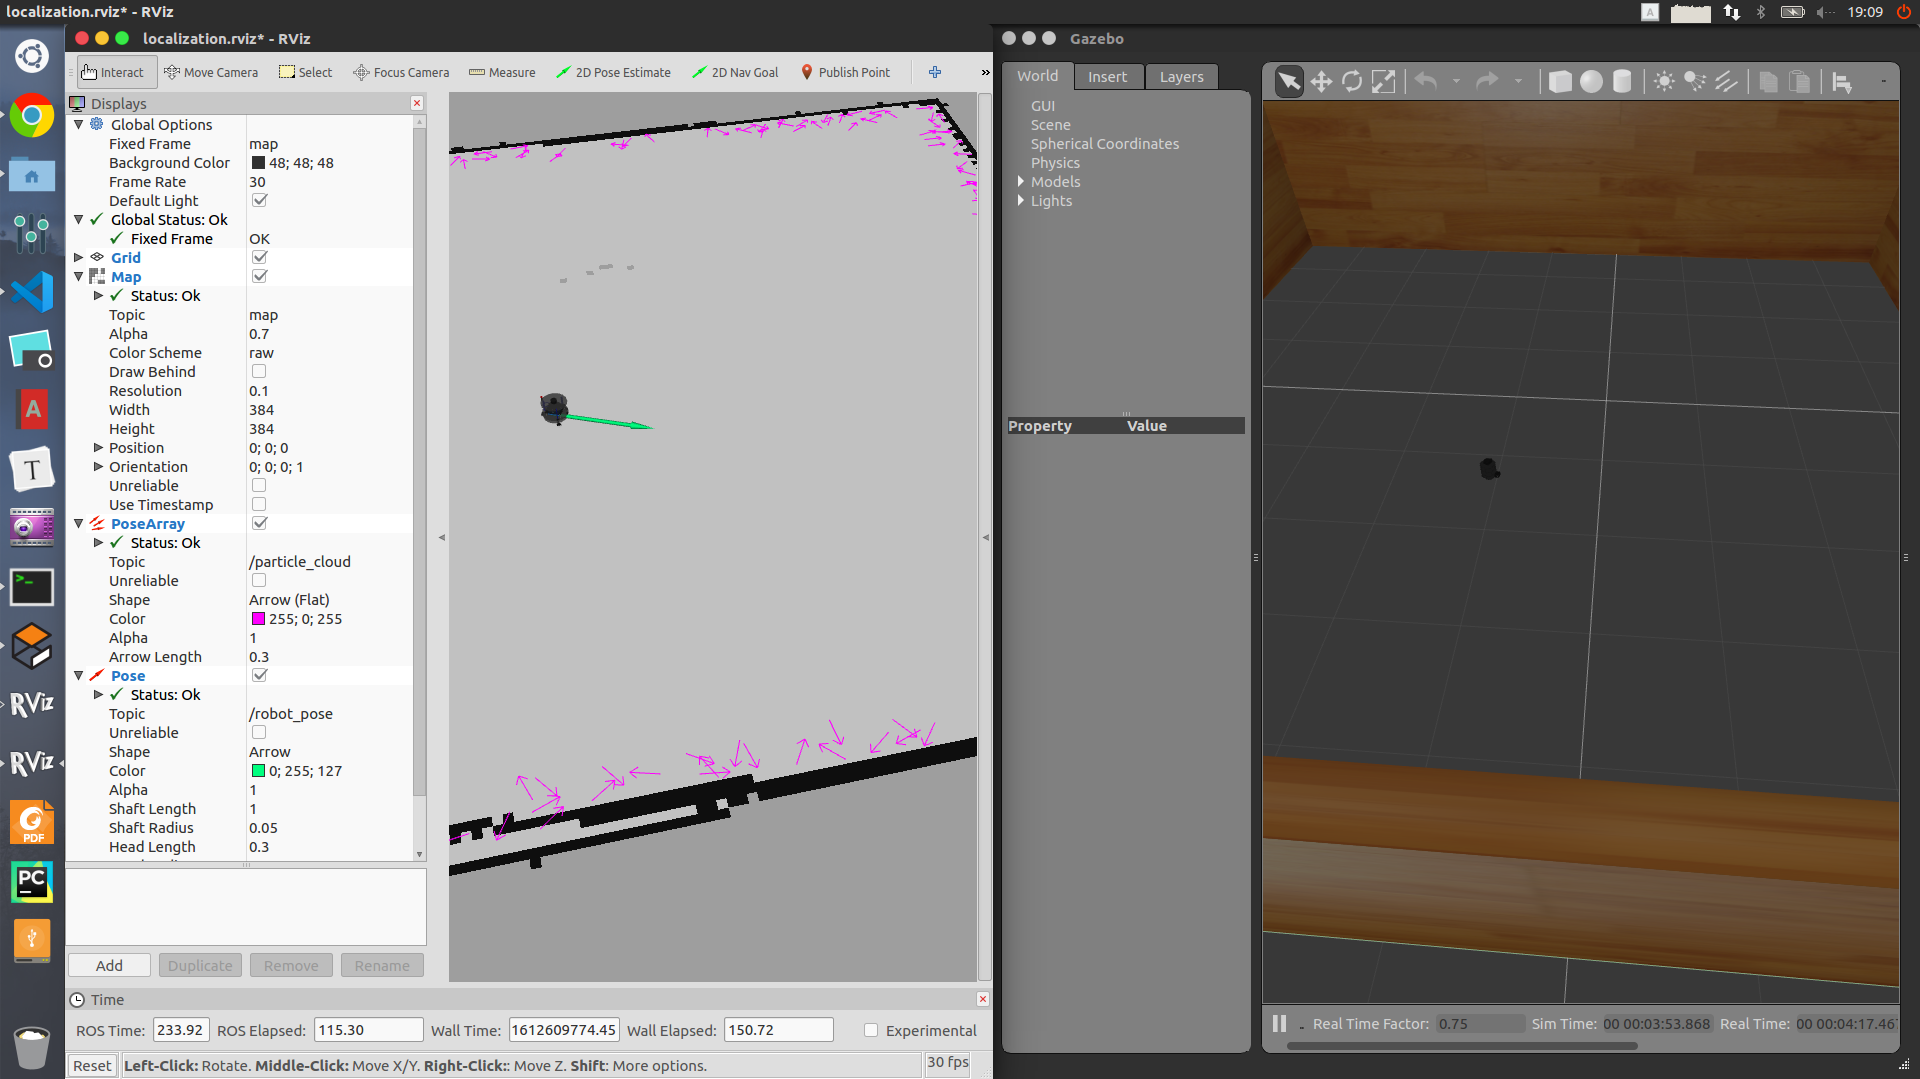 localization.rviz* - RViz
A
19:09
localization.rviz* - RViz
Interact
Move Camera
Select
Focus Camera
Measure
2D Pose Estimate
2D Nav Goal
Publish Point
»
Displays
Global Options
Fixed Frame map
Background Color 48; 48; 48
Frame Rate 30
Default Light
Global Status: Ok
Fixed Frame OK
Grid
Map
Status: Ok
Topic map
Alpha 0.7
Color Scheme raw
Draw Behind
Resolution 0.1
Width 384
Height 384
Position 0; 0; 0
Orientation 0; 0; 0; 1
Unreliable
Use Timestamp
PoseArray
Status: Ok
Topic /particle_cloud
Unreliable
Shape Arrow (Flat)
Color 255; 0; 255
Alpha 1
Arrow Length 0.3
Pose
Status: Ok
Topic /robot_pose
Unreliable
Shape Arrow
Color 0; 255; 127
Alpha 1
Shaft Length 1
Shaft Radius 0.05
Head Length 0.3
Add
Duplicate
Remove
Rename
Time
ROS Time: 233.92 ROS Elapsed: 115.30 Wall Time: 1612609774.45 Wall Elapsed: 150.72 Experimental
Reset
Left-Click: Rotate. Middle-Click: Move X/Y. Right-Click:: Move Z. Shift: More options.
30 fps
A
T
>_
RViz
RViz
PDF
PC
Gazebo
World
Insert
Layers
GUI
Scene
Spherical Coordinates
Physics
Models
Lights
Property Value
Real Time Factor: 0.75 Sim Time: 00 00:03:53.868 Real Time: 00 00:04:17.46